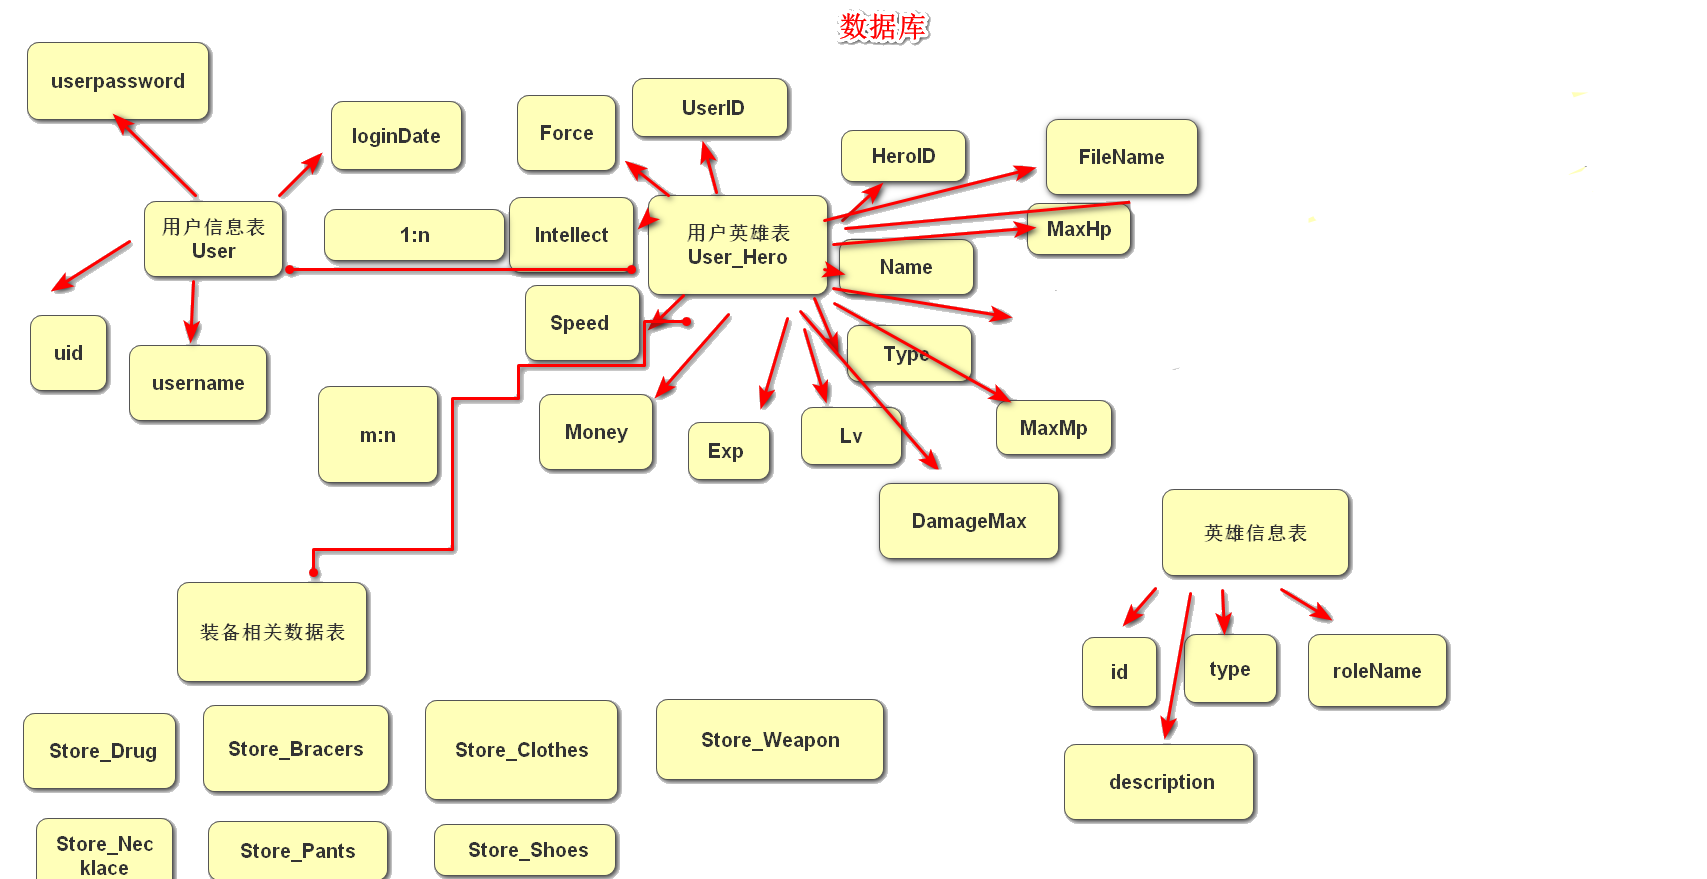 数据库
userpassword
loginDate
Force
UserID
HeroID
FileName
用户信息表
User
1:n
Intellect
用户英雄表
User_Hero
MaxHp
Name
Speed
uid
username
Type
m:n
Money
Exp
Lv
MaxMp
DamageMax
英雄信息表
装备相关数据表
id
type
roleName
Store_Drug
Store_Bracers
Store_Clothes
Store_Weapon
description
Store_Nec
klace
Store_Pants
Store_Shoes